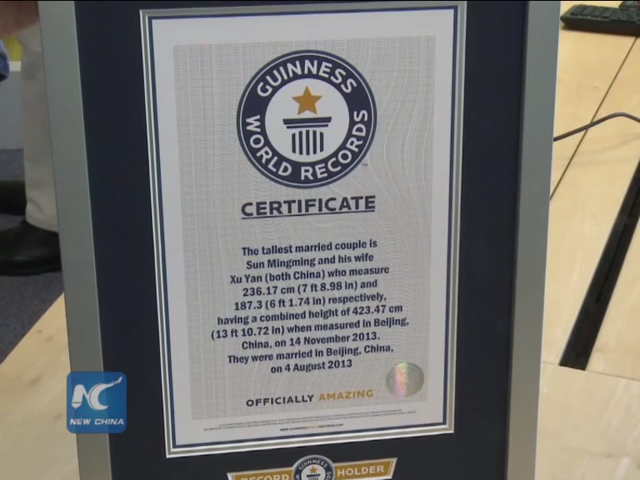 GUINNESS
WORLD RECORDS
CERTIFICATE
The tallest married couple is
Sun Mingming and his wife
Xu Yan (both China) who measure
236.17 cm (7 ft 8.98 in) and
187.3 (6 ft 1.74 in) respectively,
having a combined height of 423.47 cm
(13 ft 10.72 in) when measured in Beijing,
China, on 14 November 2013.
They were married in Beijing, China,
on 4 August 2013
OFFICIALLY AMAZING
NC
NEW CHINA
GUINNESS
RECORD HOLDER